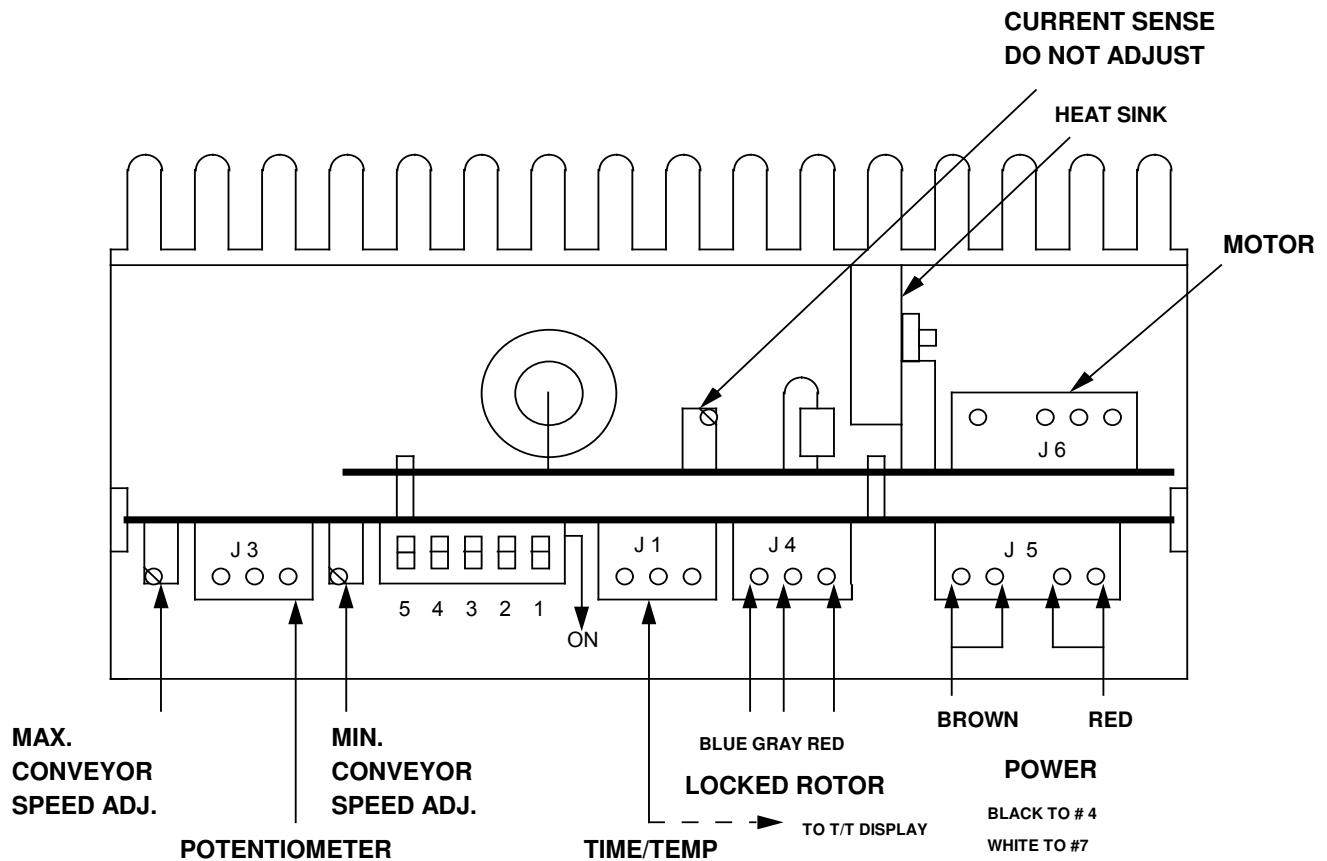 CURRENT SENSE
DO NOT ADJUST
HEAT SINK
MOTOR
J 6
J 3
J 1
J 4
J 5
5 4 3 2 1
ON
MAX.
CONVEYOR
SPEED ADJ.
POTENTIOMETER
MIN.
CONVEYOR
SPEED ADJ.
TIME/TEMP
BLUE GRAY RED
LOCKED ROTOR
TO T/T DISPLAY
BROWN
RED
POWER
BLACK TO # 4
WHITE TO #7